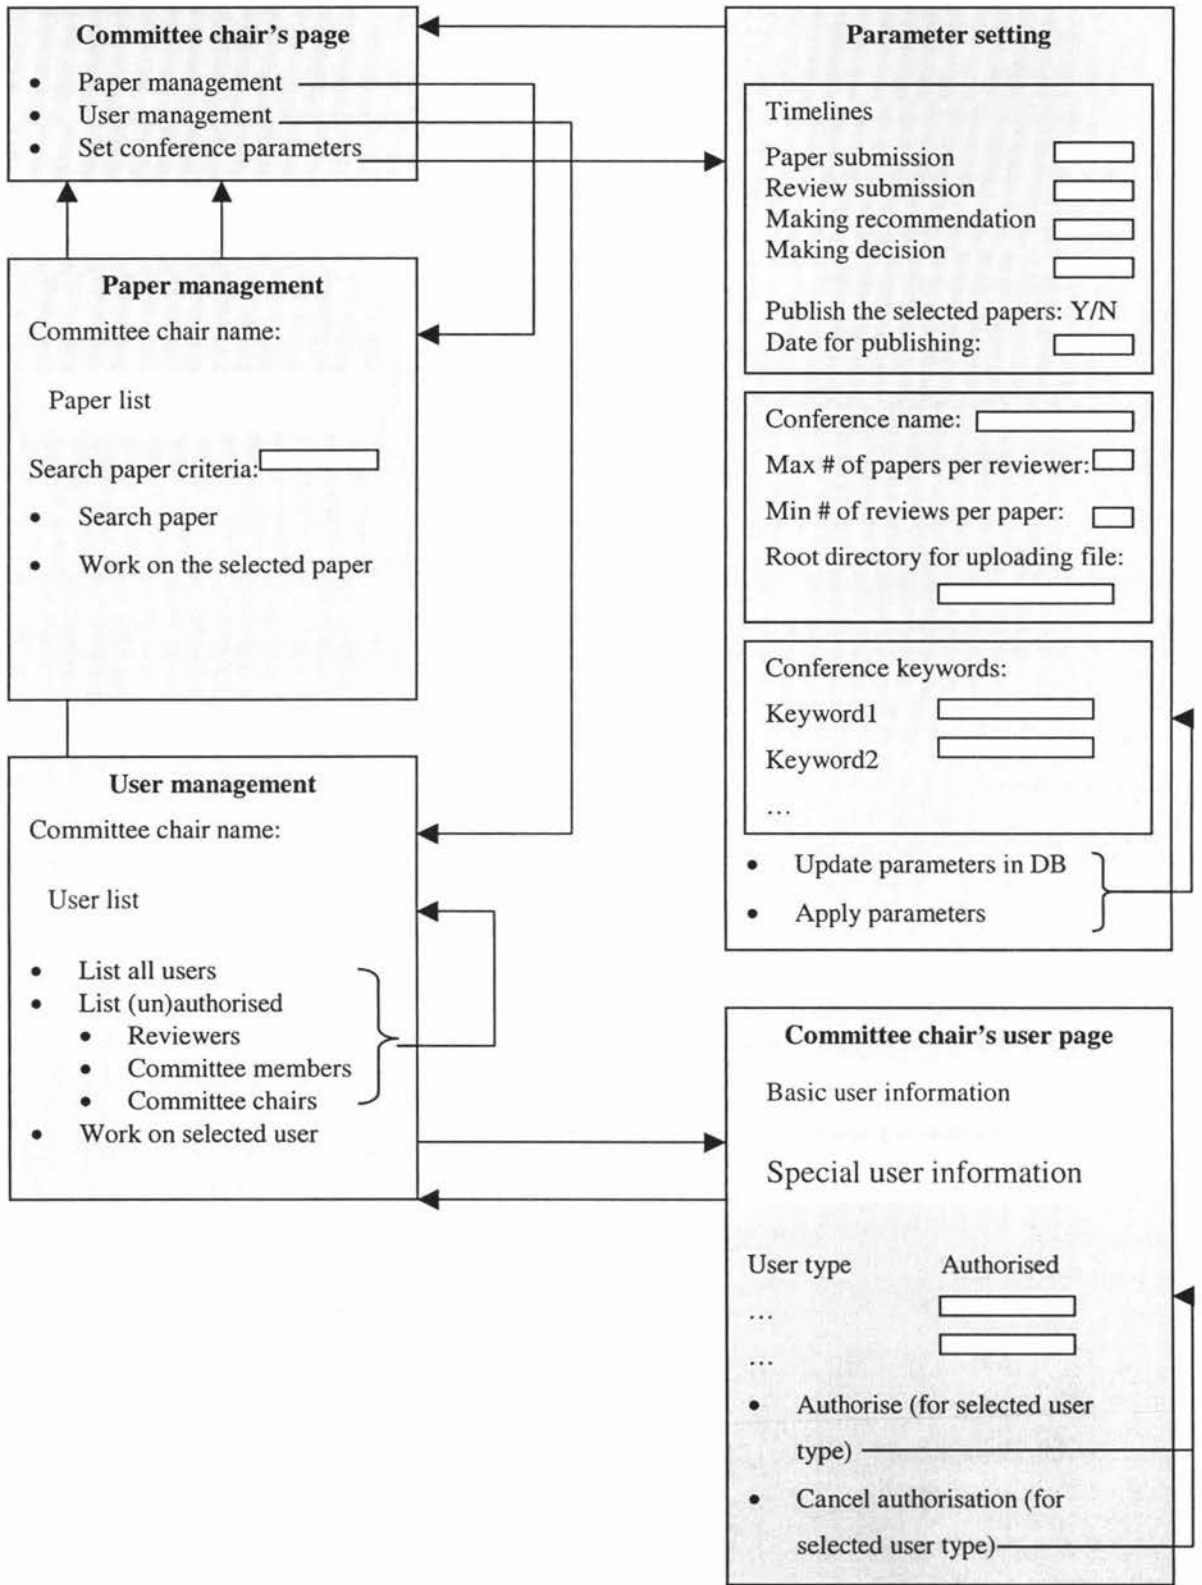 Committee chair's page
• Paper management
• User management
• Set conference parameters
Paper management
Committee chair name:
Paper list
Search paper criteria:
• Search paper
• Work on the selected paper
User management
Committee chair name:
User list
• List all users
• List (un)authorised
• Reviewers
• Committee members
• Committee chairs
• Work on selected user
Parameter setting
Timelines
Paper submission
Review submission
Making recommendation
Making decision
Publish the selected papers: Y/N
Date for publishing:
Conference name:
Max # of papers per reviewer:
Min # of reviews per paper:
Root directory for uploading file:
Conference keywords:
Keyword1
Keyword2
…
• Update parameters in DB
• Apply parameters
Committee chair's user page
Basic user information
Special user information
User type Authorised
…
…
• Authorise (for selected user
type)
• Cancel authorisation (for
selected user type)